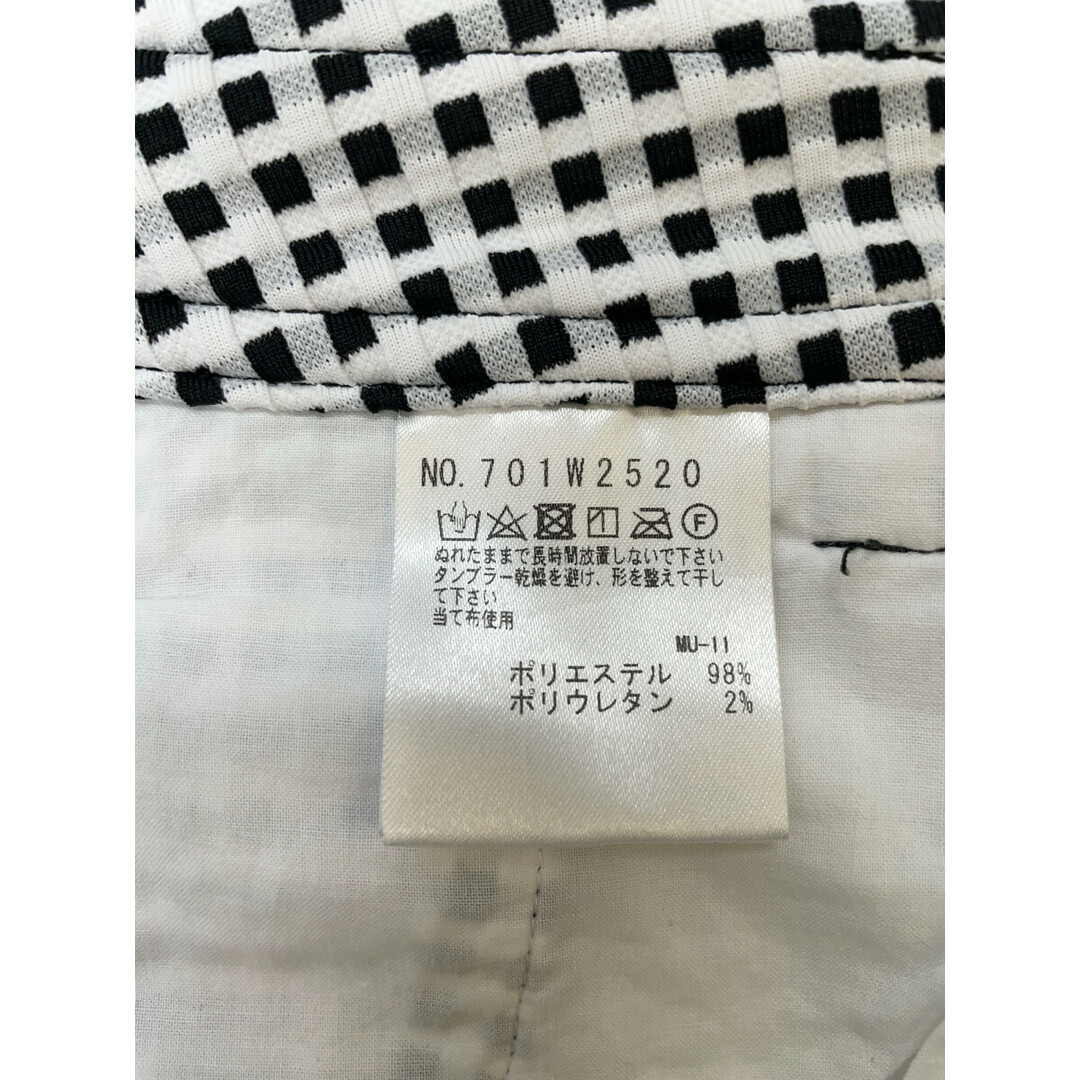 NO. 701W2520
F
ぬれたままで長時間放置しないで下さい
タンブラー乾燥を避け、形を整えて干し
て下さい
当て布使用
MU-11
ポリエステル 98%
ポリウレタン 2%